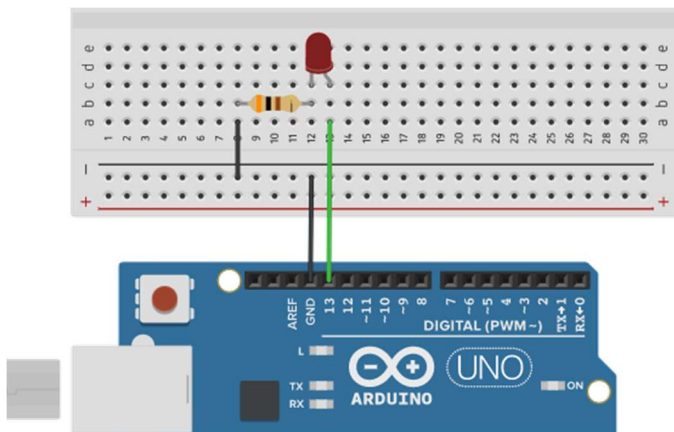 e e
d d
c c
b b
a a
1 2 3 4 5 6 7 9 10 11 12 13 14 15 16 17 18 19 20 21 22 23 24 25 26 27 28 29 30
− −
+ +
AREF GND 13 12 ~11 ~10 ~9 8 7 ~6 ~5 4 ~3 2 TX→1 RX←0
DIGITAL (PWM ~)
L
TX
RX
ARDUINO
UNO
ON